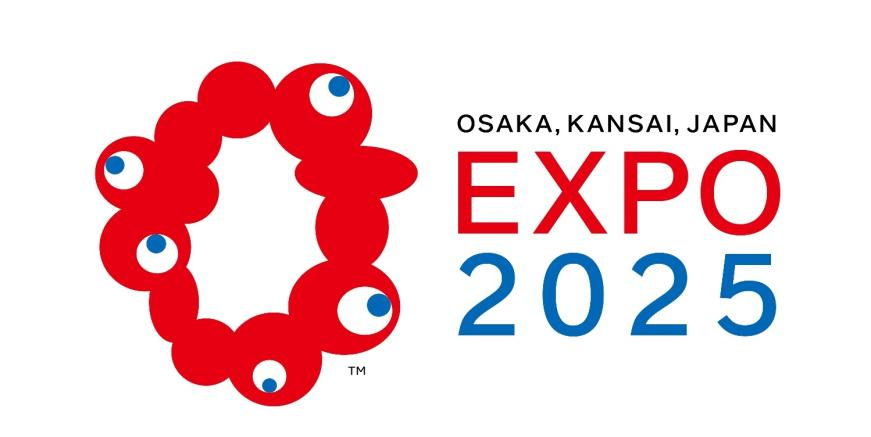 OSAKA, KANSAI, JAPAN
EXPO
2025
TM